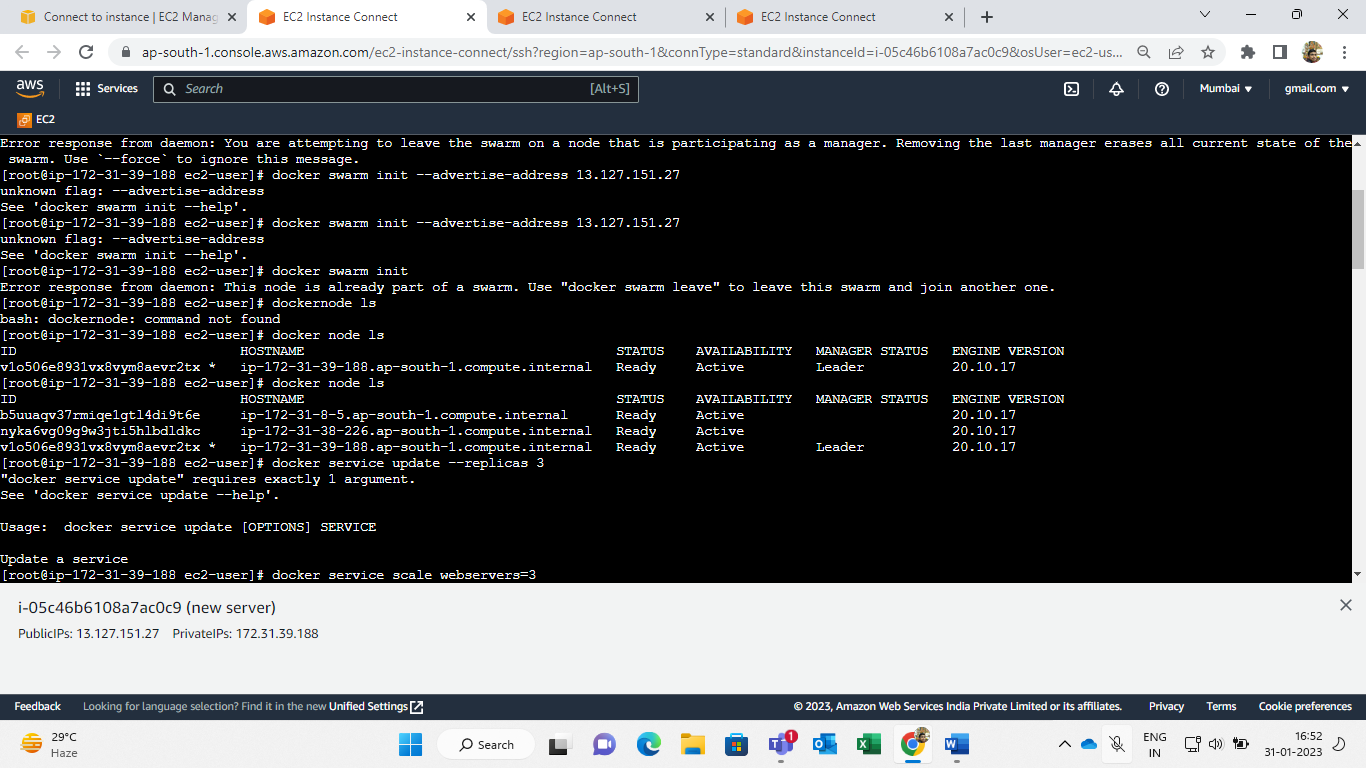 Connect to instance | EC2 Manag
EC2 Instance Connect
EC2 Instance Connect
EC2 Instance Connect
ap-south-1.console.aws.amazon.com/ec2-instance-connect/ssh?region=ap-south-1&connType=standard&instanceId=i-05c46b6108a7ac0c9&osUser=ec2-us...
aws
Services
Search
[Alt+S]
Mumbai
gmail.com
EC2
Error response from daemon: You are attempting to leave the swarm on a node that is participating as a manager. Removing the last manager erases all current state of the
 swarm. Use `--force` to ignore this message.
[root@ip-172-31-39-188 ec2-user]# docker swarm init --advertise-address 13.127.151.27
unknown flag: --advertise-address
See 'docker swarm init --help'.
[root@ip-172-31-39-188 ec2-user]# docker swarm init --advertise-address 13.127.151.27
unknown flag: --advertise-address
See 'docker swarm init --help'.
[root@ip-172-31-39-188 ec2-user]# docker swarm init
Error response from daemon: This node is already part of a swarm. Use "docker swarm leave" to leave this swarm and join another one.
[root@ip-172-31-39-188 ec2-user]# dockernode ls
bash: dockernode: command not found
[root@ip-172-31-39-188 ec2-user]# docker node ls
ID HOSTNAME STATUS AVAILABILITY MANAGER STATUS ENGINE VERSION
v1o506e8931vx8vym8aevr2tx * ip-172-31-39-188.ap-south-1.compute.internal Ready Active Leader 20.10.17
[root@ip-172-31-39-188 ec2-user]# docker node ls
ID HOSTNAME STATUS AVAILABILITY MANAGER STATUS ENGINE VERSION
b5uuaqv37rmiqe1gtl4di9t6e ip-172-31-8-5.ap-south-1.compute.internal Ready Active 20.10.17
nyka6vg09g9w3jti5hlbdldkc ip-172-31-38-226.ap-south-1.compute.internal Ready Active 20.10.17
v1o506e8931vx8vym8aevr2tx * ip-172-31-39-188.ap-south-1.compute.internal Ready Active Leader 20.10.17
[root@ip-172-31-39-188 ec2-user]# docker service update --replicas 3
"docker service update" requires exactly 1 argument.
See 'docker service update --help'.
Usage:  docker service update [OPTIONS] SERVICE
Update a service
[root@ip-172-31-39-188 ec2-user]# docker service scale webservers=3
i-05c46b6108a7ac0c9 (new server)
PublicIPs: 13.127.151.27 PrivateIPs: 172.31.39.188
Feedback
Looking for language selection? Find it in the new Unified Settings
© 2023, Amazon Web Services India Private Limited or its affiliates.
Privacy
Terms
Cookie preferences
29°C
Haze
Search
1
ENG
IN
16:52
31-01-2023